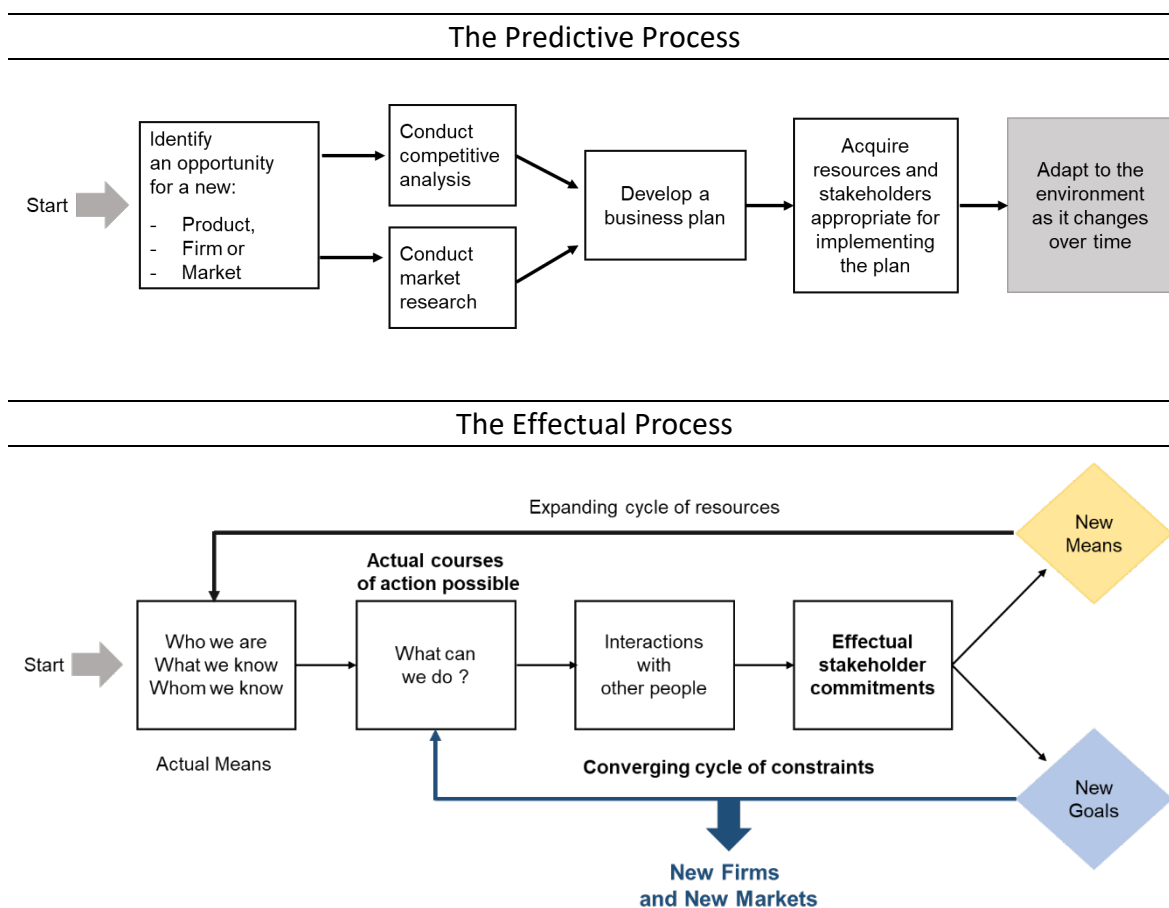 The Predictive Process
Start
Identify
an opportunity
for a new:
- Product,
- Firm or
- Market
Conduct
competitive
analysis
Conduct
market
research
Develop a
business plan
Acquire
resources and
stakeholders
appropriate for
implementing
the plan
Adapt to the
environment
as it changes
over time
The Effectual Process
Expanding cycle of resources
New
Means
Actual courses
of action possible
Start
Who we are
What we know
Whom we know
What can
we do ?
Interactions
with
other people
Effectual
stakeholder
commitments
Actual Means
Converging cycle of constraints
New
Goals
New Firms
and New Markets